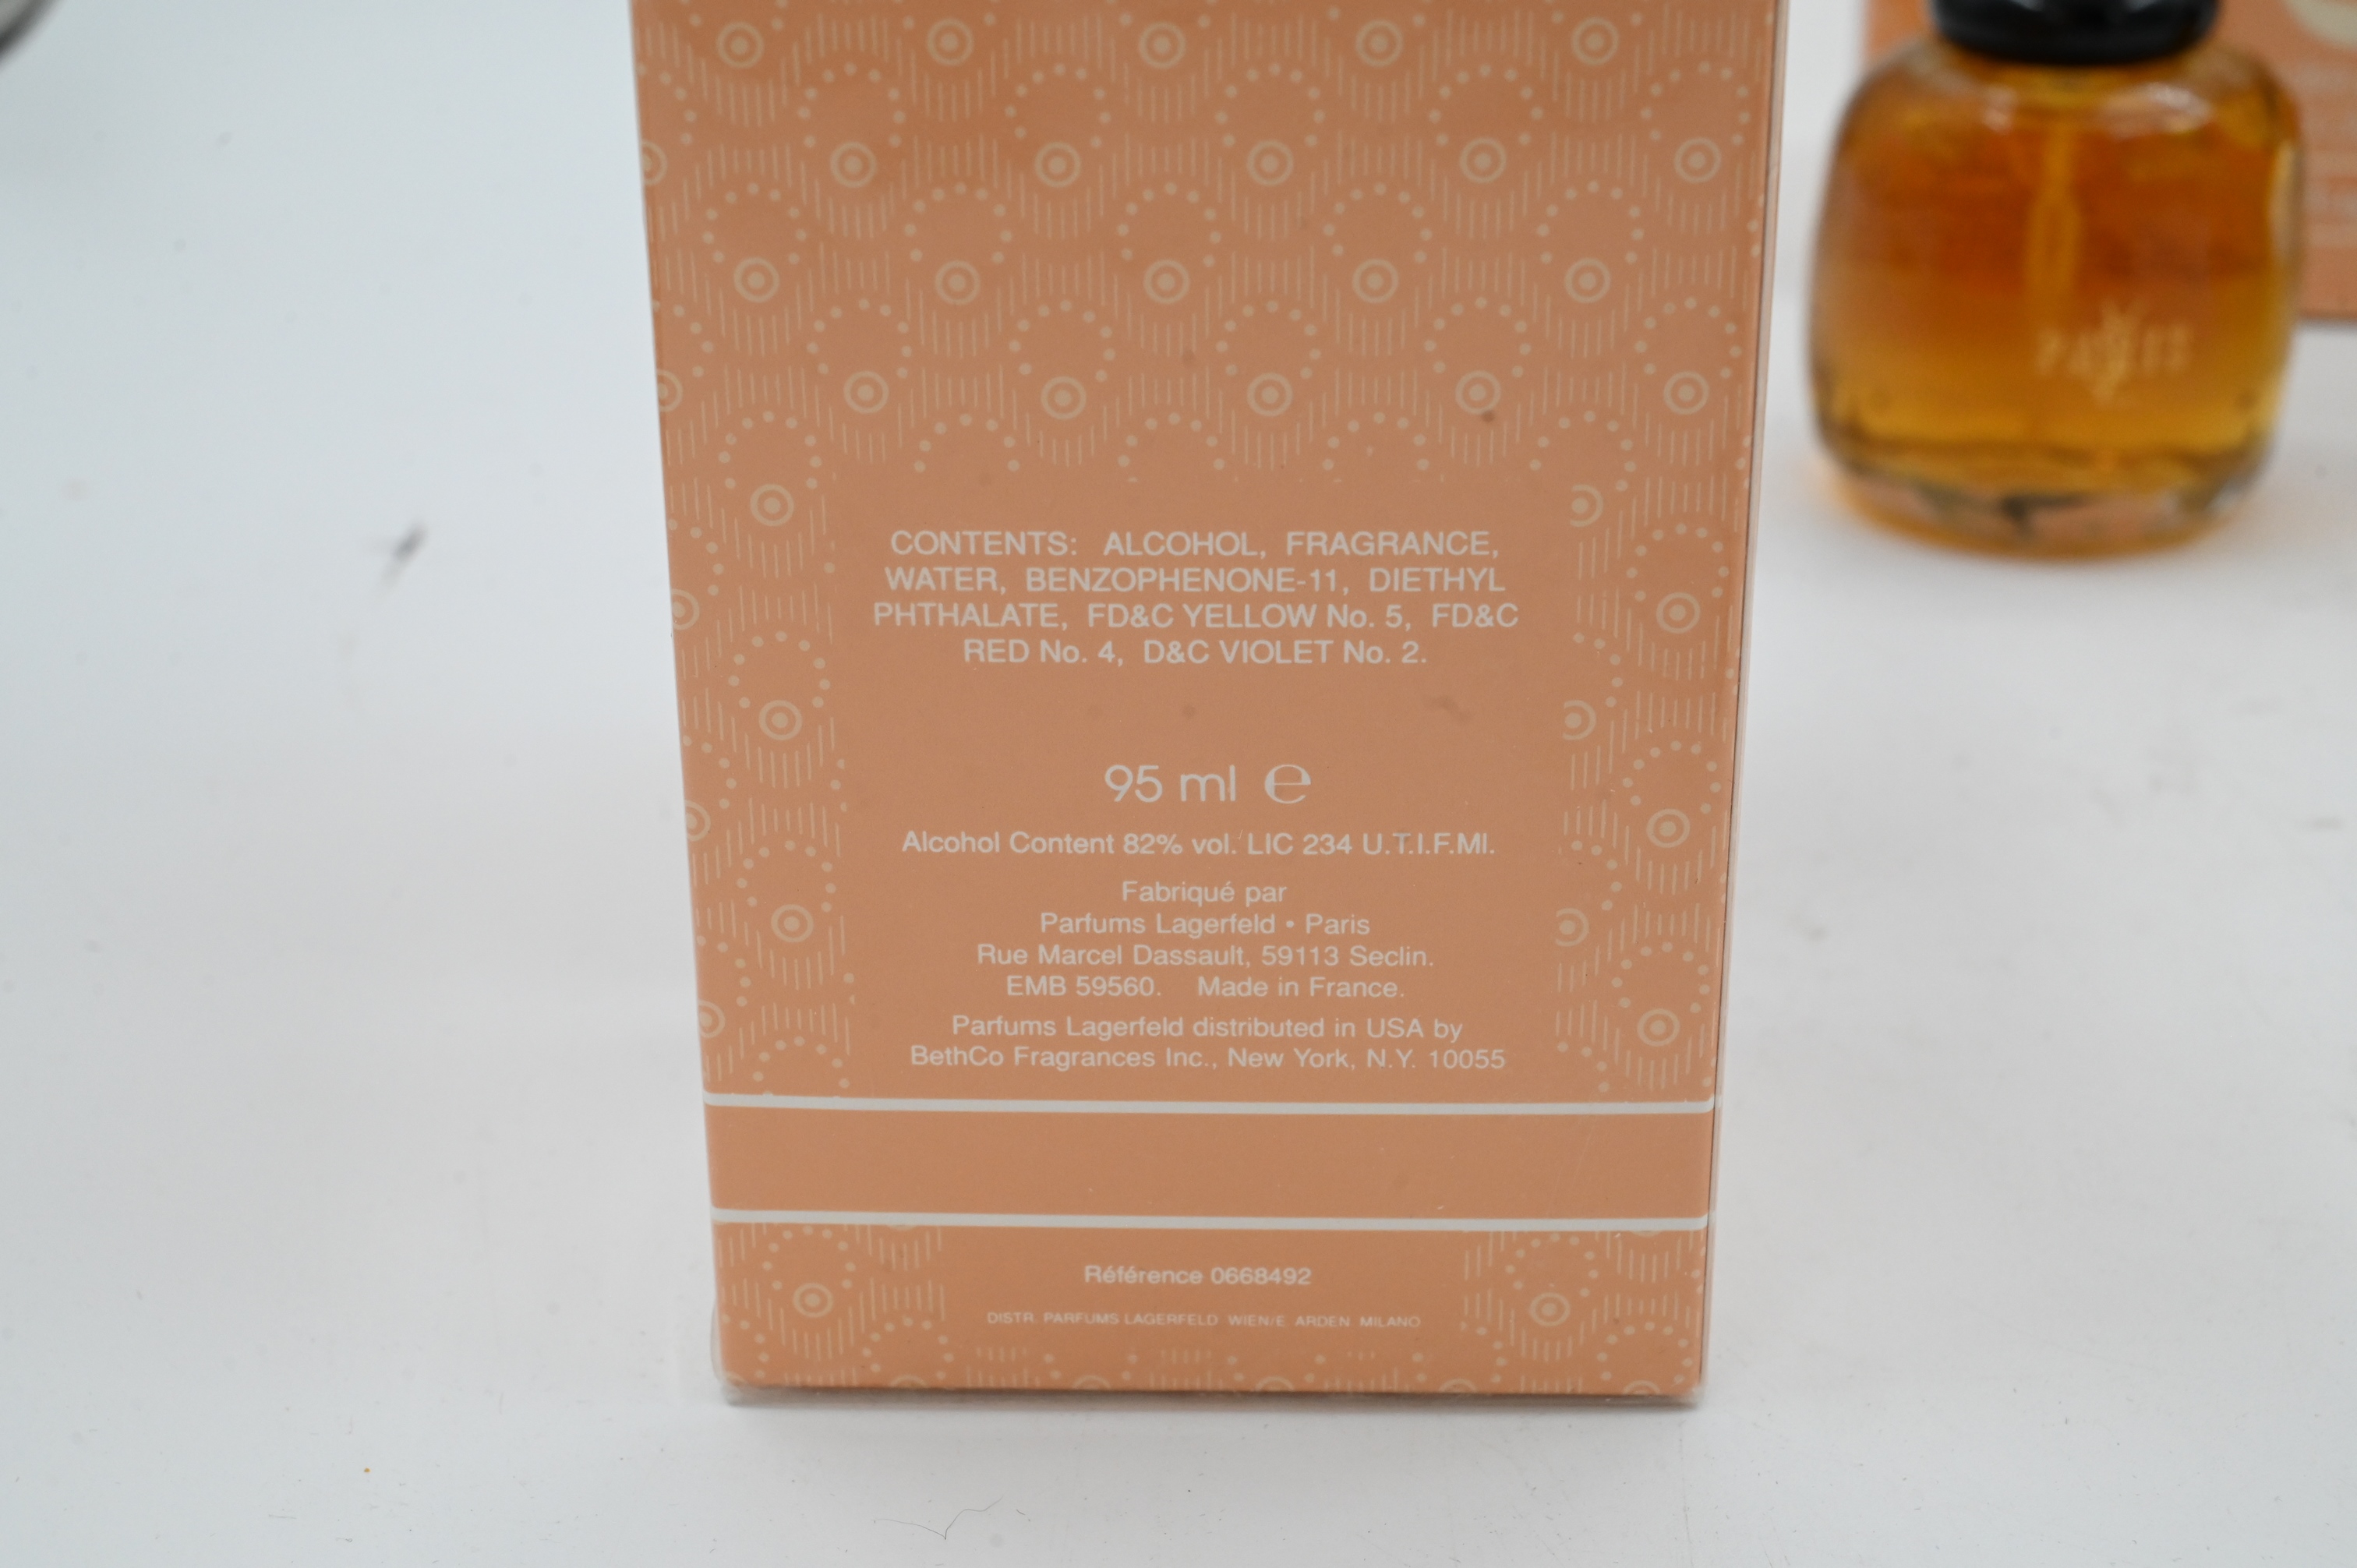 CONTENTS: ALCOHOL, FRAGRANCE,
WATER, BENZOPHENONE-11, DIETHYL
PHTHALATE, FD&C YELLOW No. 5, FD&C
RED No. 4, D&C VIOLET No. 2.
95 ml ℮
Alcohol Content 82% vol. LIC 234 U.T.I.F.MI.
Fabriqué par
Parfums Lagerfeld • Paris
Rue Marcel Dassault, 59113 Seclin.
EMB 59560. Made in France.
Parfums Lagerfeld distributed in USA by
BethCo Fragrances Inc., New York, N.Y. 10055
Référence 0668492
DISTR. PARFUMS LAGERFELD WIEN/E. ARDEN MILANO
PARIS